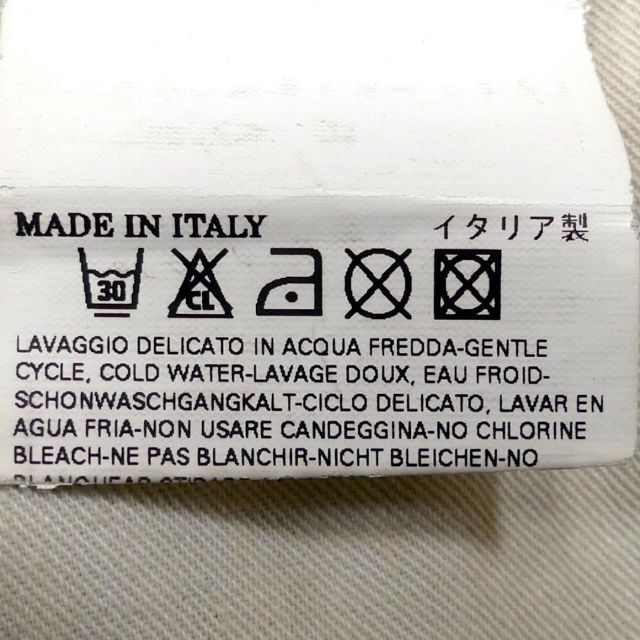 MADE IN ITALY イタリア製
30 CL
LAVAGGIO DELICATO IN ACQUA FREDDA-GENTLE
CYCLE, COLD WATER-LAVAGE DOUX, EAU FROID-
SCHONWASCHGANGKALT-CICLO DELICATO, LAVAR EN
AGUA FRIA-NON USARE CANDEGGINA-NO CHLORINE
BLEACH-NE PAS BLANCHIR-NICHT BLEICHEN-NO